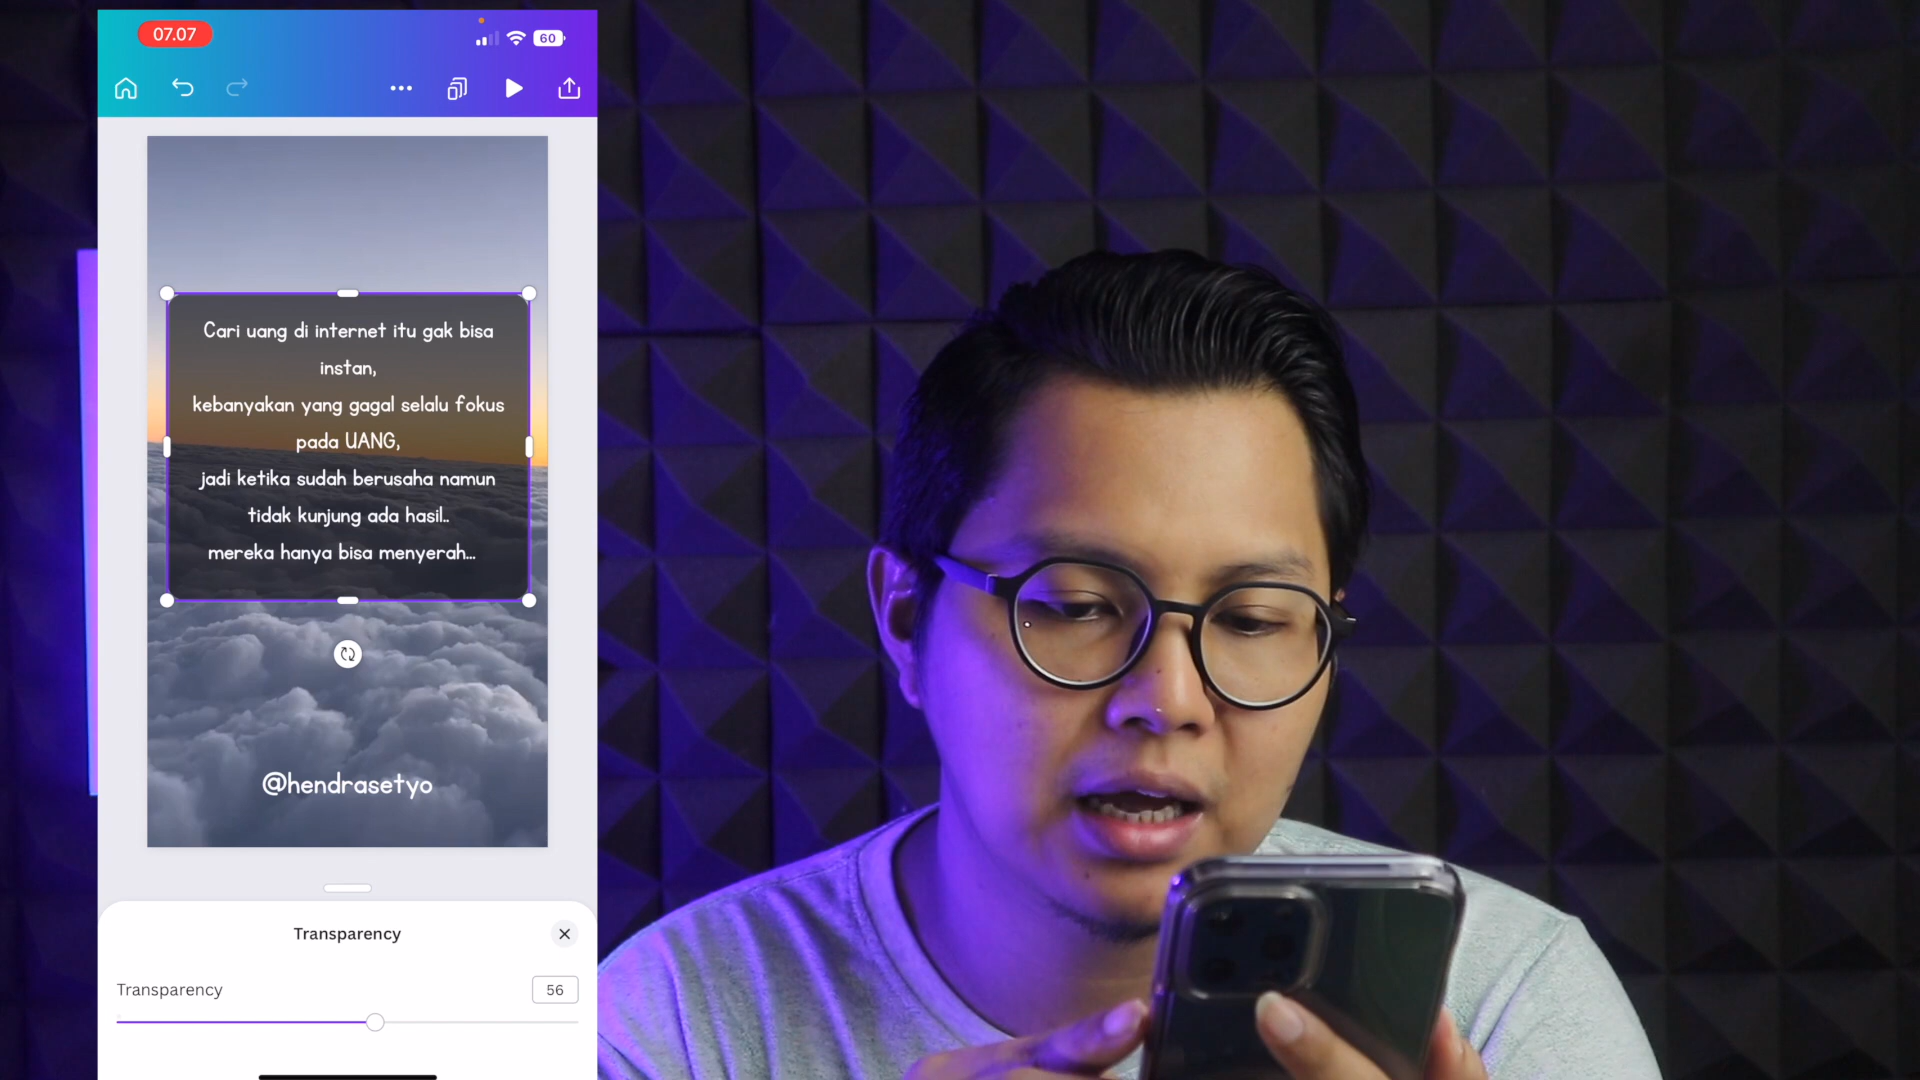 07.07
60
Cari uang di internet itu gak bisa
instan,
kebanyakan yang gagal selalu fokus
pada UANG,
jadi ketika sudah berusaha namun
tidak kunjung ada hasil..
mereka hanya bisa menyerah...
@hendrasetyo
Transparency
Transparency
56